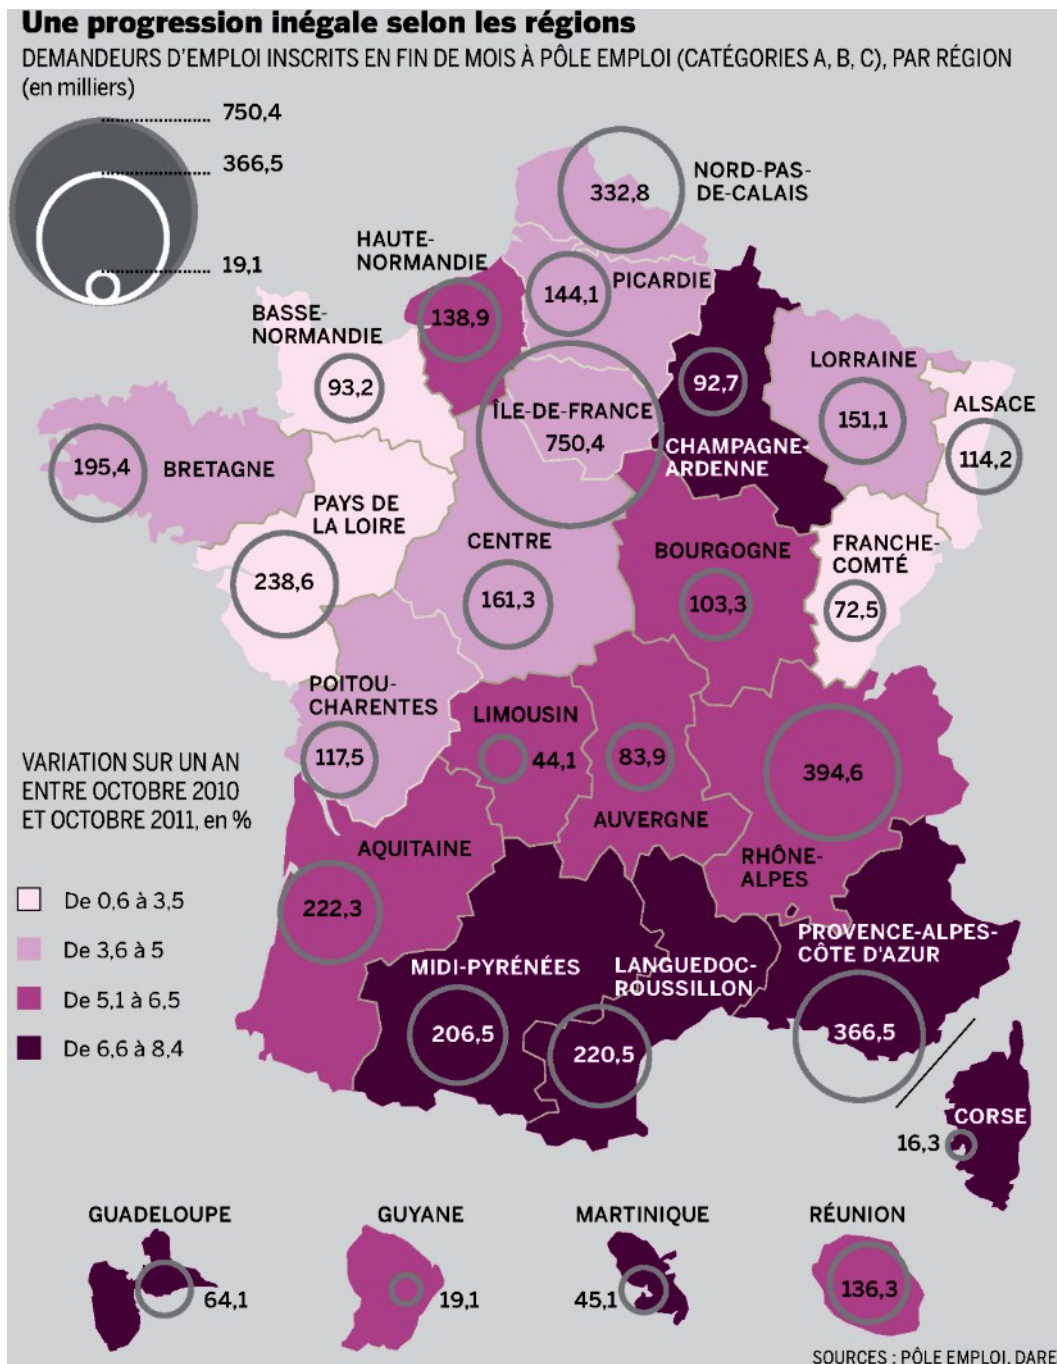 Une progression inégale selon les régions
DEMANDEURS D'EMPLOI INSCRITS EN FIN DE MOIS À PÔLE EMPLOI (CATÉGORIES A, B, C), PAR RÉGION
(en milliers)
750,4
366,5
19,1
NORD-PAS-
DE-CALAIS
332,8
HAUTE-
NORMANDIE
138,9
PICARDIE
144,1
BASSE-
NORMANDIE
93,2
ÎLE-DE-FRANCE
750,4
92,7
CHAMPAGNE-
ARDENNE
LORRAINE
151,1
ALSACE
114,2
195,4
BRETAGNE
PAYS DE
LA LOIRE
238,6
CENTRE
161,3
BOURGOGNE
103,3
FRANCHE-
COMTÉ
72,5
POITOU-
CHARENTES
117,5
LIMOUSIN
44,1
83,9
AUVERGNE
394,6
RHÔNE-
ALPES
VARIATION SUR UN AN
ENTRE OCTOBRE 2010
ET OCTOBRE 2011, en %
De 0,6 à 3,5
De 3,6 à 5
De 5,1 à 6,5
De 6,6 à 8,4
AQUITAINE
222,3
MIDI-PYRÉNÉES
206,5
LANGUEDOC-
ROUSSILLON
220,5
PROVENCE-ALPES-
CÔTE D'AZUR
366,5
CORSE
16,3
GUADELOUPE
64,1
GUYANE
19,1
MARTINIQUE
45,1
RÉUNION
136,3
SOURCES : PÔLE EMPLOI, DARE